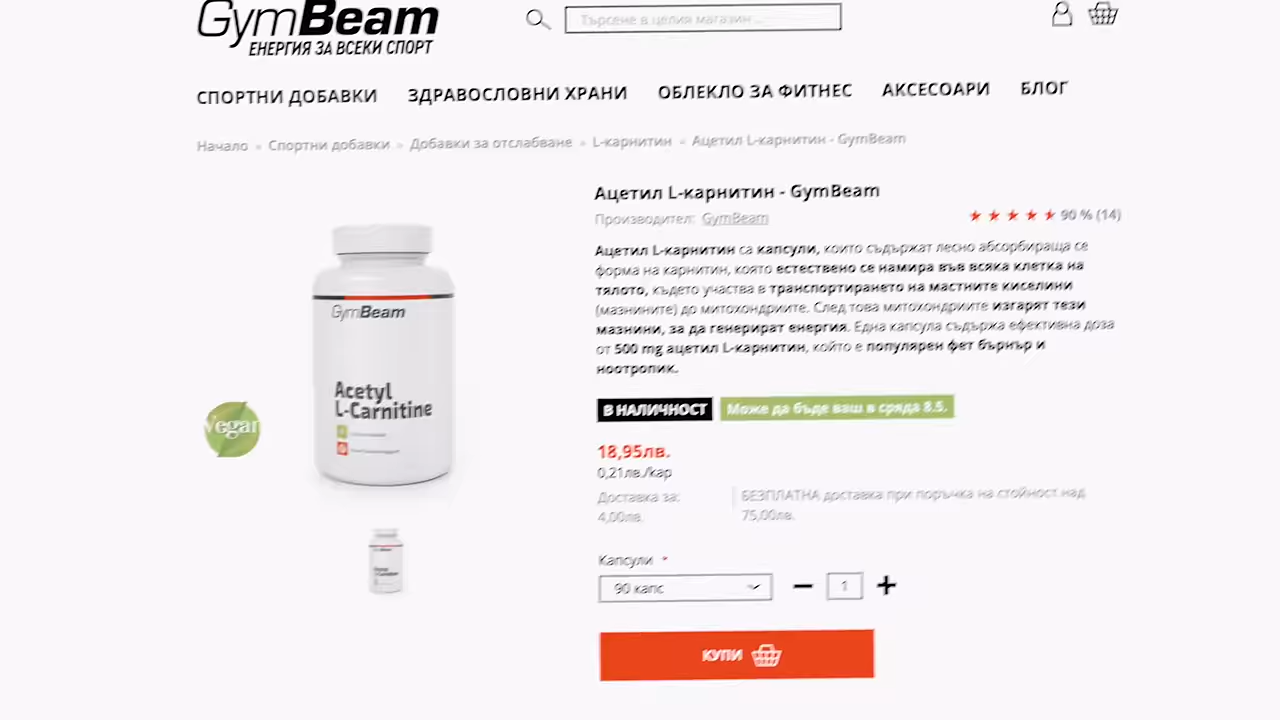 GymBeam
ЕНЕРГИЯ ЗА ВСЕКИ СПОРТ
Търсене в целия магазин ...
СПОРТНИ ДОБАВКИ ЗДРАВОСЛОВНИ ХРАНИ ОБЛЕКЛО ЗА ФИТНЕС АКСЕСОАРИ БЛОГ
Начало » Спортни добавки » Добавки за отслабване » L-карнитин » Ацетил L-карнитин - GymBeam
Ацетил L-карнитин - GymBeam
Производител: GymBeam
90 % (14)
Ацетил L-карнитин са капсули, които съдържат лесно абсорбираща се
форма на карнитин, която естествено се намира във всяка клетка на
тялото, където участва в транспортирането на мастните киселини
(мазнините) до митохондриите. След това митохондриите изгарят тези
мазнини, за да генерират енергия. Една капсула съдържа ефективна доза
от 500 mg ацетил L-карнитин, който е популярен фет бърнър и
ноотропик.
GymBeam
Acetyl
L-Carnitine
Vegan
В НАЛИЧНОСТ Може да бъде ваш в сряда 8.5.
18,95лв.
0,21лв./kap
Доставка за: БЕЗПЛАТНА доставка при поръчка на стойност над
4,00лв. 75,00лв.
Капсули *
90 капс 1
КУПИ